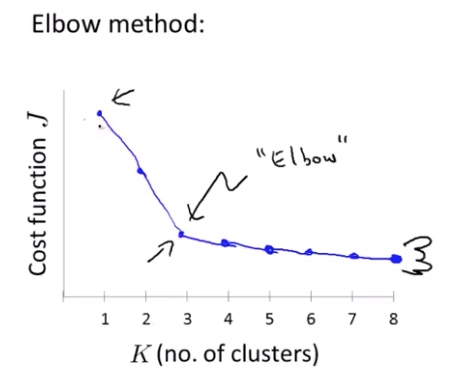 Elbow method:
Cost function J
"Elbow"
1 2 3 4 5 6 7 8
K (no. of clusters)